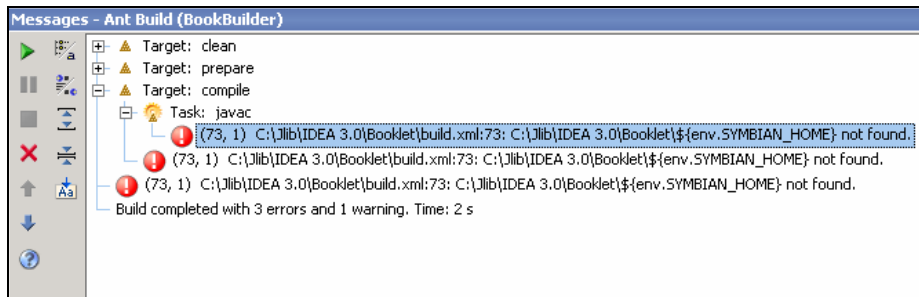 Messages - Ant Build (BookBuilder)
Target: clean
Target: prepare
Target: compile
Task: javac
(73, 1) C:\Jlib\IDEA 3.0\Booklet\build.xml:73: C:\Jlib\IDEA 3.0\Booklet\${env.SYMBIAN_HOME} not found.
(73, 1) C:\Jlib\IDEA 3.0\Booklet\build.xml:73: C:\Jlib\IDEA 3.0\Booklet\${env.SYMBIAN_HOME} not found.
(73, 1) C:\Jlib\IDEA 3.0\Booklet\build.xml:73: C:\Jlib\IDEA 3.0\Booklet\${env.SYMBIAN_HOME} not found.
Build completed with 3 errors and 1 warning. Time: 2 s